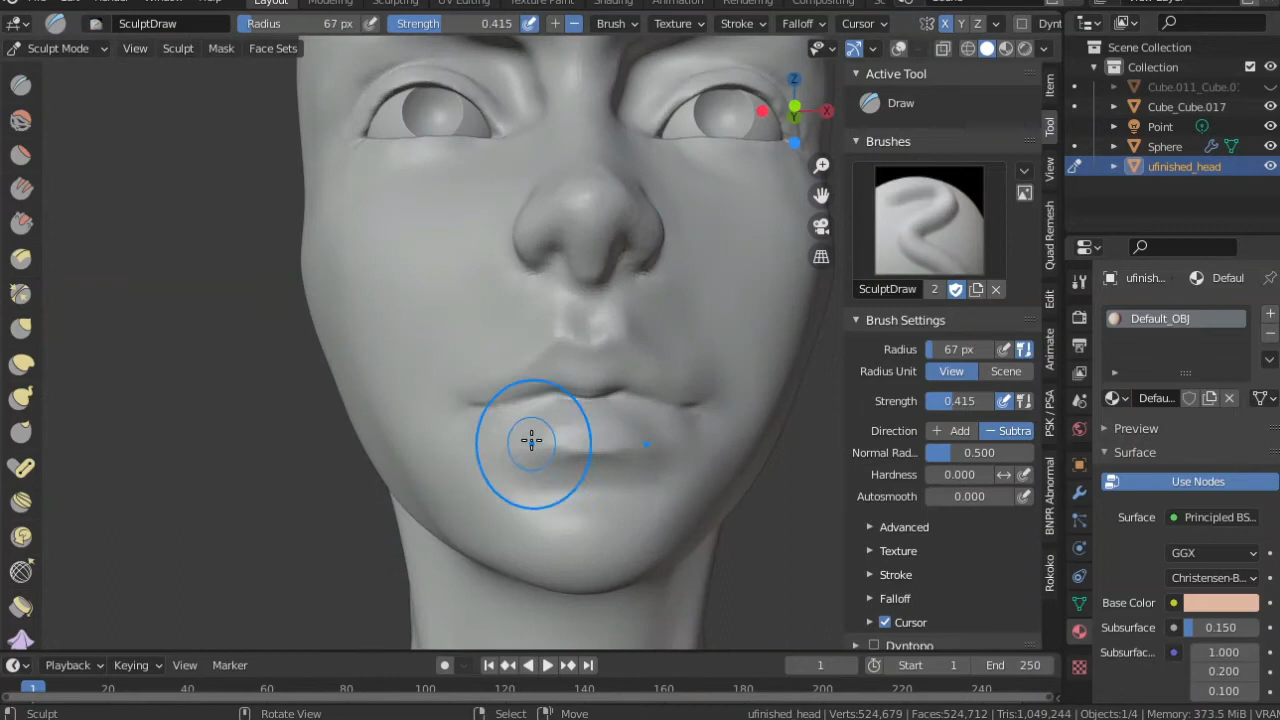 Layout
Sculpting
UV Editing
Texture Paint
Shading
Animation
Rendering
Compositing
SculptDraw
Radius 67 px
Strength 0.415
Brush
Texture
Stroke
Falloff
Cursor
X Y Z
Dynt
Sculpt Mode
View
Sculpt
Mask
Face Sets
Z
X
Y
Active Tool
Draw
Brushes
SculptDraw 2
Brush Settings
Radius 67 px
Radius Unit View Scene
Strength 0.415
Direction Add Subtra
Normal Rad... 0.500
Hardness 0.000
Autosmooth 0.000
Advanced
Texture
Stroke
Falloff
Cursor
Dyntopo
Item
Tool
View
Quad Remesh
Edit
Animate
PSK / PSA
BNPR Abnormal
Rokoko
Scene Collection
Collection
Cube.011_Cube.0
Cube_Cube.017
Point
Sphere
ufinished_head
ufinish...
Defaul
Default_OBJ
Defau...
Preview
Surface
Use Nodes
Surface Principled BS...
GGX
Christensen-B...
Base Color
Subsurface 0.150
Subsurfac... 1.000
0.200
0.100
Playback
Keying
View
Marker
1
Start 1
End 250
1 20 40 60 80 100 120 140 160 180 200 220 240
Sculpt
Rotate View
Select
Move
ufinished_head | Verts:524,679 | Faces:524,712 | Tris:1,049,244 | Objects:1/4 | Memory: 373.5 MiB | VRAM